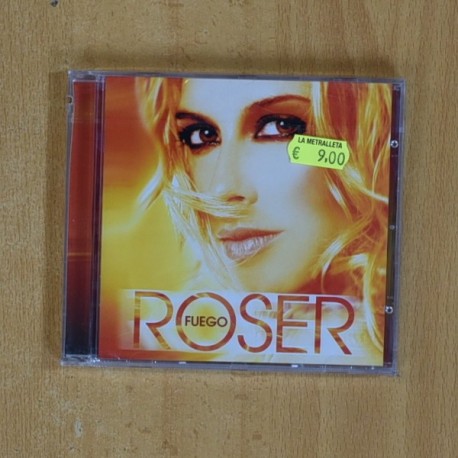 LA METRALLETA
€ 9,00
ROSER
FUEGO